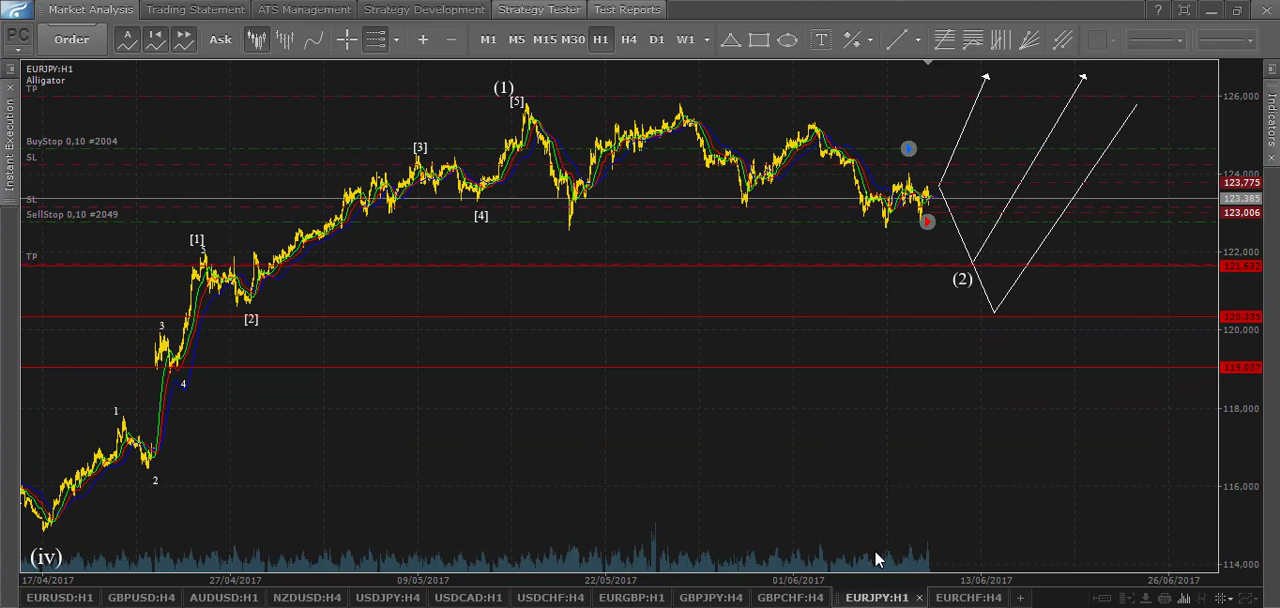 Market Analysis Trading Statement ATS Management Strategy Development Strategy Tester Test Reports ?
PC Order A Ask M1 M5 M15 M30 H1 H4 D1 W1 T
EURJPY:H1
Alligator
TP
126,000
(1)
[5]
BuyStop 0,10 #2004
[3]
SL
124,000
123,775
SL
123,385
SellStop 0,10 #2049
[4]
123,006
[1]
5
122,000
TP
121,692
(2)
[2]
120,335
3
120,000
119,037
4
1
118,000
2
116,000
(iv)
114,000
17/04/2017 27/04/2017 09/05/2017 22/05/2017 01/06/2017 13/06/2017 26/06/2017
EURUSD:H1 GBPUSD:H1 AUDUSD:H1 NZDUSD:H1 USDJPY:H4 USDCAD:H1 USDCHF:H4 EURGBP:H1 GBPJPY:H4 GBPCHF:H4 EURJPY:H1 × EURCHF:H4 +
Instant Execution
Indicators